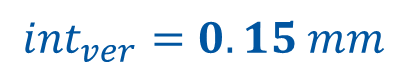 int_ver = 0.15 mm